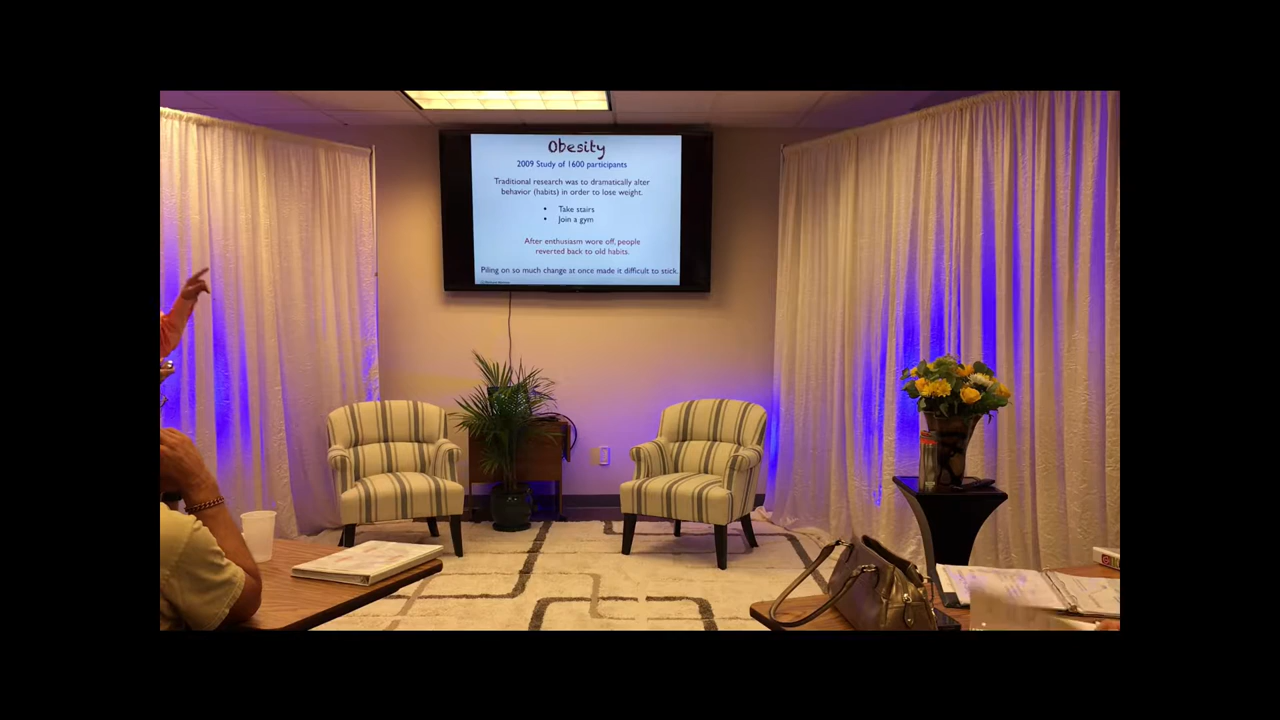 Obesity
2009 Study of 1600 participants
Traditional research was to dramatically alter
behavior (habits) in order to lose weight.
• Take stairs
• Join a gym
After enthusiasm wore off, people
reverted back to old habits.
Piling on so much change at once made it difficult to stick.